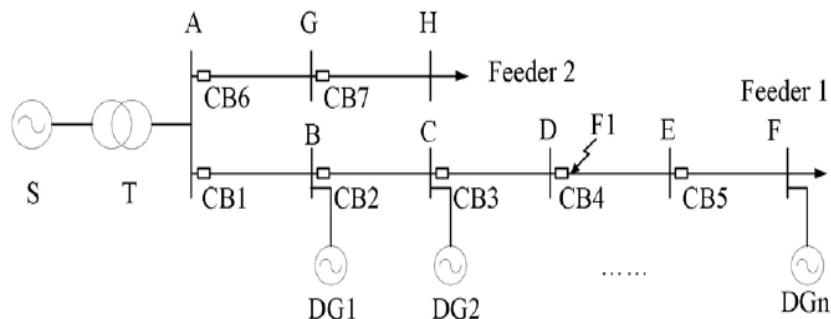 A G H
Feeder 2
CB6 CB7
Feeder 1
B C D F1 E F
S T CB1 CB2 CB3 CB4 CB5
......
DG1 DG2 DGn